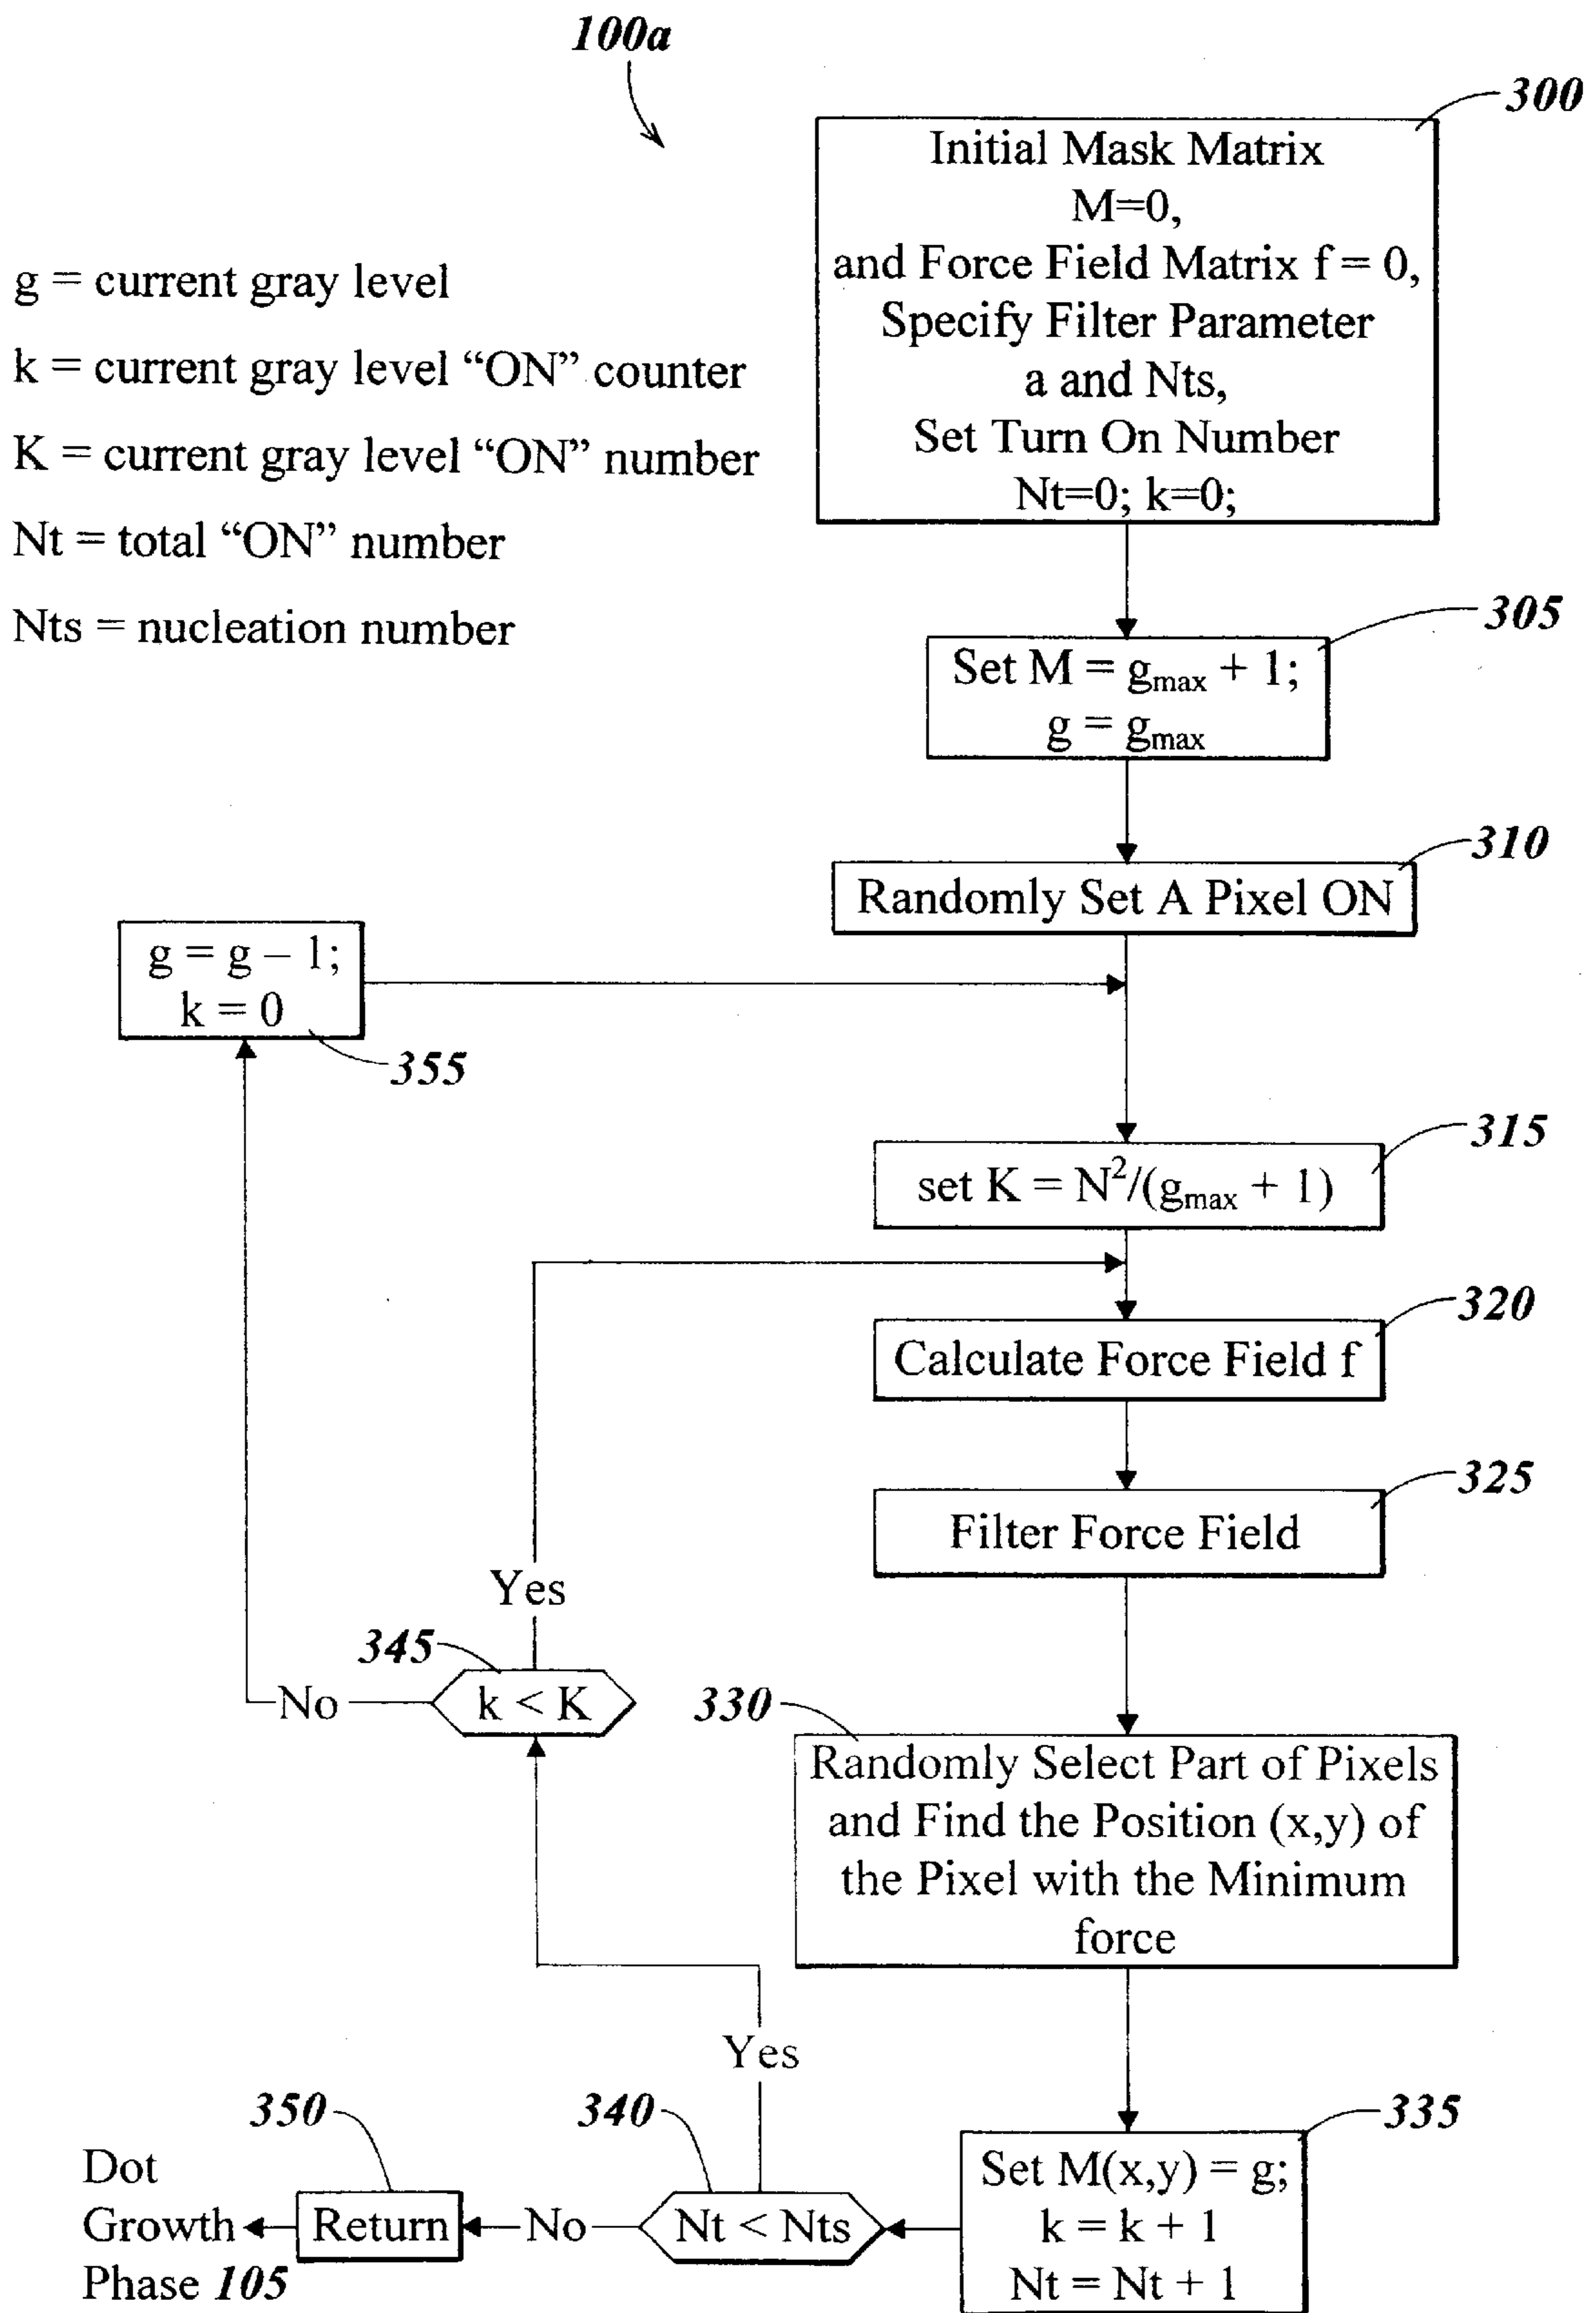 100a
300
Initial Mask Matrix
M=0,
and Force Field Matrix f = 0,
Specify Filter Parameter
a and Nts,
Set Turn On Number
Nt=0; k=0;
g = current gray level
k = current gray level “ON” counter
K = current gray level “ON” number
Nt = total “ON” number
Nts = nucleation number
305
Set M = gmax + 1;
g = gmax
310
Randomly Set A Pixel ON
g = g – 1;
k = 0
355
315
set K = N²/(gmax + 1)
320
Calculate Force Field f
325
Filter Force Field
Yes
345
k < K
No
330
Randomly Select Part of Pixels
and Find the Position (x,y) of
the Pixel with the Minimum
force
Yes
335
Set M(x,y) = g;
k = k + 1
Nt = Nt + 1
340
Nt < Nts
No
350
Return
Dot
Growth
Phase 105